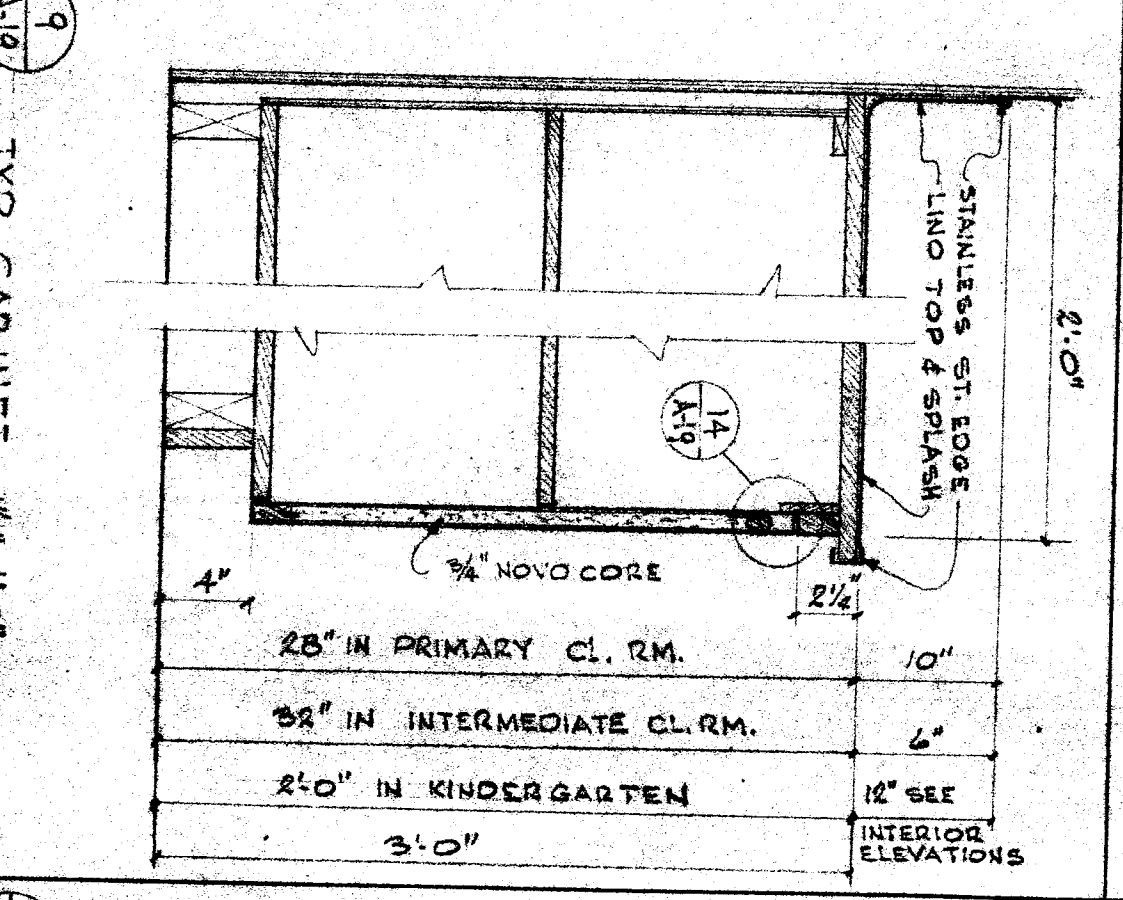 9
A-19
STAINLESS ST. EDGE
LINO TOP & SPLASH
2'-0"
14
A-19
3/4" NOVO CORE
4"
2 1/4"
28" IN PRIMARY CL. RM.
10"
32" IN INTERMEDIATE CL. RM.
6"
2'-0" IN KINDERGARTEN
12" SEE
INTERIOR
ELEVATIONS
3'-0"